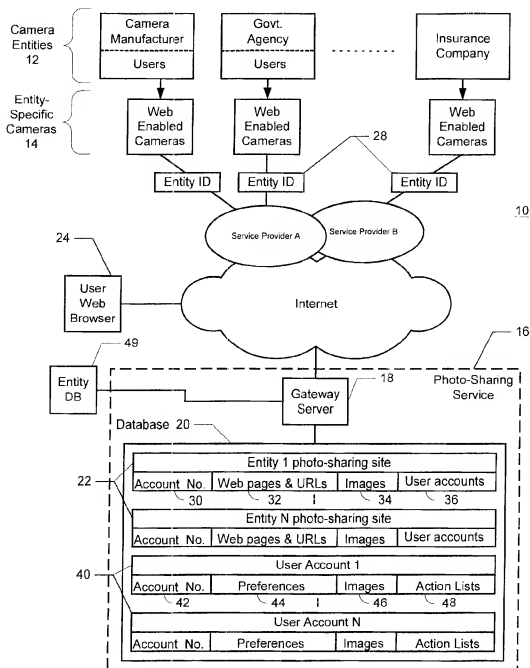 Camera Entities 12
Camera Manufacturer
Users
Govt. Agency
Users
Insurance Company
Entity-Specific Cameras 14
Web Enabled Cameras
Web Enabled Cameras
Web Enabled Cameras
28
Entity ID
Entity ID
Entity ID
10
Service Provider A
Service Provider B
24
User Web Browser
Internet
16
49
Entity DB
18
Gateway Server
Photo-Sharing Service
Database 20
22
Entity 1 photo-sharing site
Account No. Web pages & URLs Images User accounts
30 32 34 36
Entity N photo-sharing site
Account No. Web pages & URLs Images User accounts
40
User Account 1
Account No. Preferences Images Action Lists
42 44 46 48
User Account N
Account No. Preferences Images Action Lists